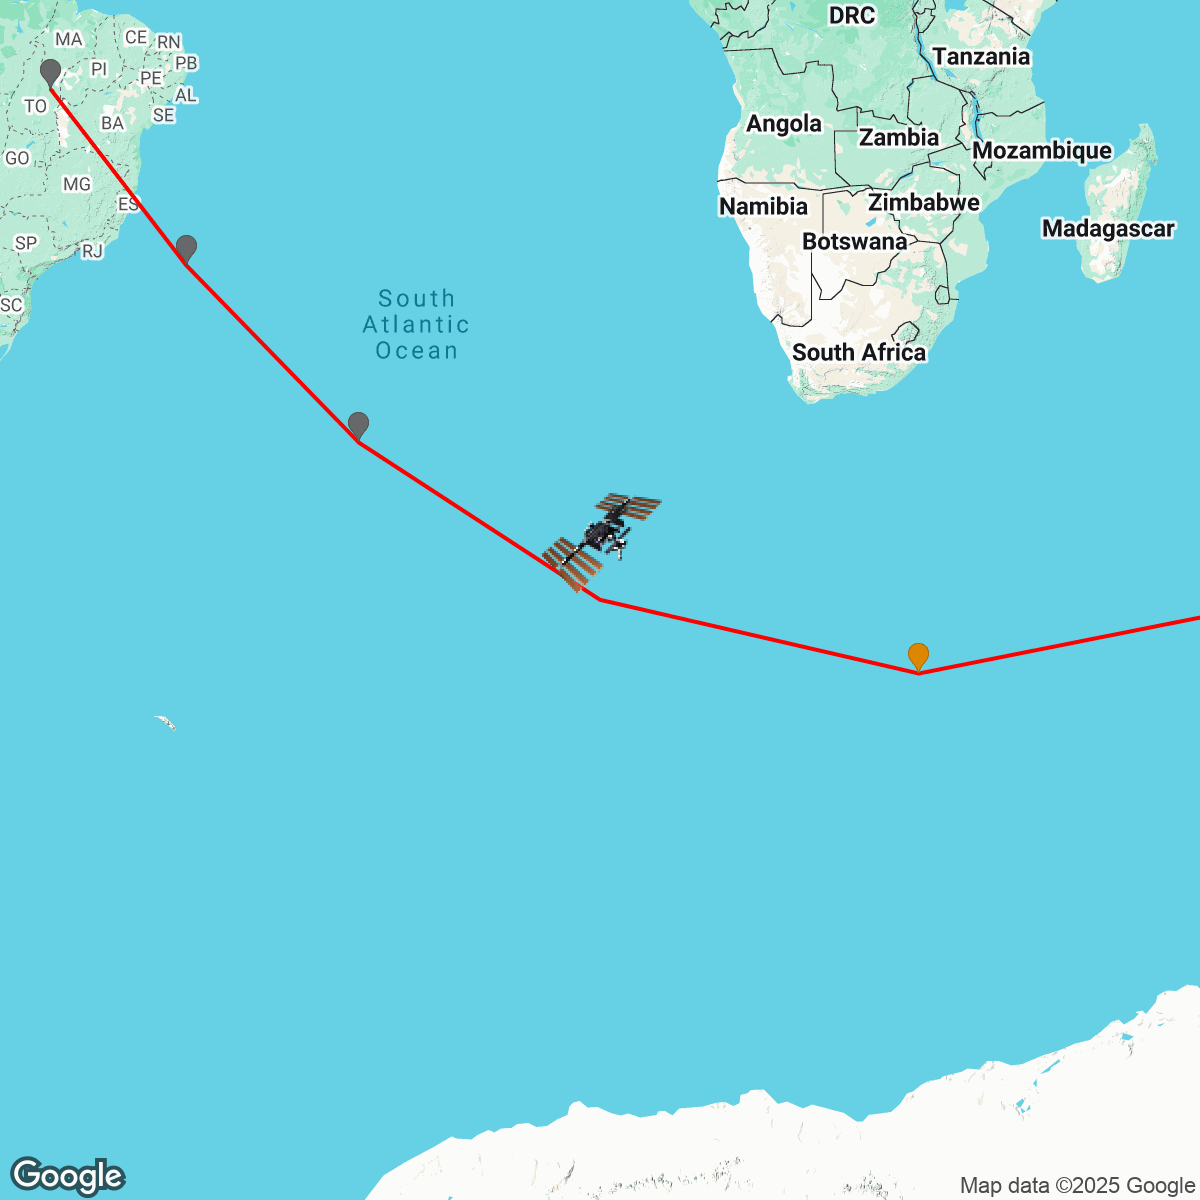 MA
CE
RN
PI
PE
PB
TO
AL
BA
SE
GO
MG
ES
SP
RJ
SC
South
Atlantic
Ocean
DRC
Tanzania
Angola
Zambia
Mozambique
Namibia
Zimbabwe
Botswana
Madagascar
South Africa
Google
Map data ©2025 Google